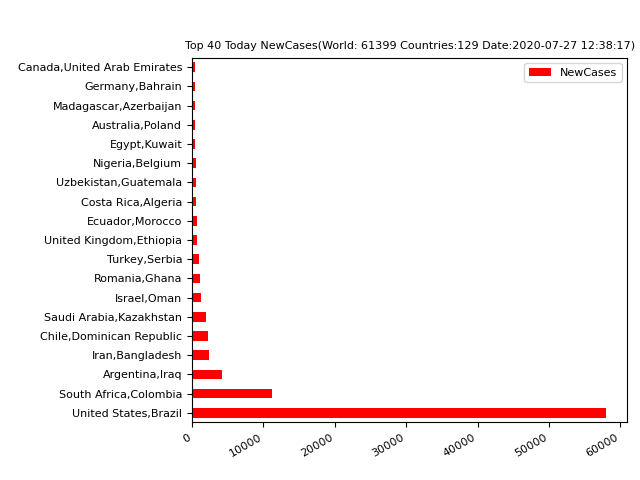 Top 40 Today NewCases(World: 61399 Countries:129 Date:2020-07-27 12:38:17)
NewCases
Canada,United Arab Emirates
Germany,Bahrain
Madagascar,Azerbaijan
Australia,Poland
Egypt,Kuwait
Nigeria,Belgium
Uzbekistan,Guatemala
Costa Rica,Algeria
Ecuador,Morocco
United Kingdom,Ethiopia
Turkey,Serbia
Romania,Ghana
Israel,Oman
Saudi Arabia,Kazakhstan
Chile,Dominican Republic
Iran,Bangladesh
Argentina,Iraq
South Africa,Colombia
United States,Brazil
0
10000
20000
30000
40000
50000
60000